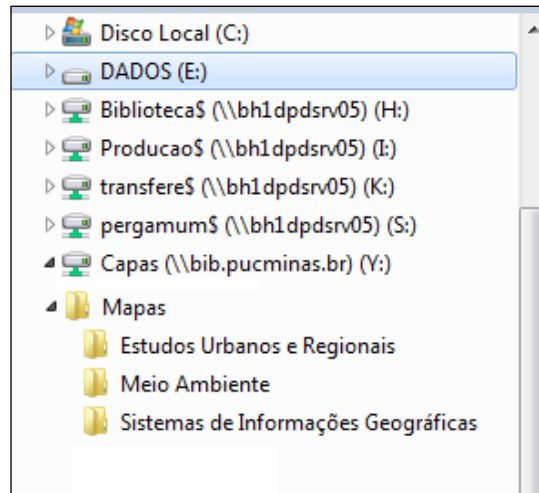 Disco Local (C:)
DADOS (E:)
Biblioteca$ (\\bh1dpdsrv05) (H:)
Producao$ (\\bh1dpdsrv05) (I:)
transfere$ (\\bh1dpdsrv05) (K:)
pergamum$ (\\bh1dpdsrv05) (S:)
Capas (\\bib.pucminas.br) (Y:)
Mapas
Estudos Urbanos e Regionais
Meio Ambiente
Sistemas de Informações Geográficas